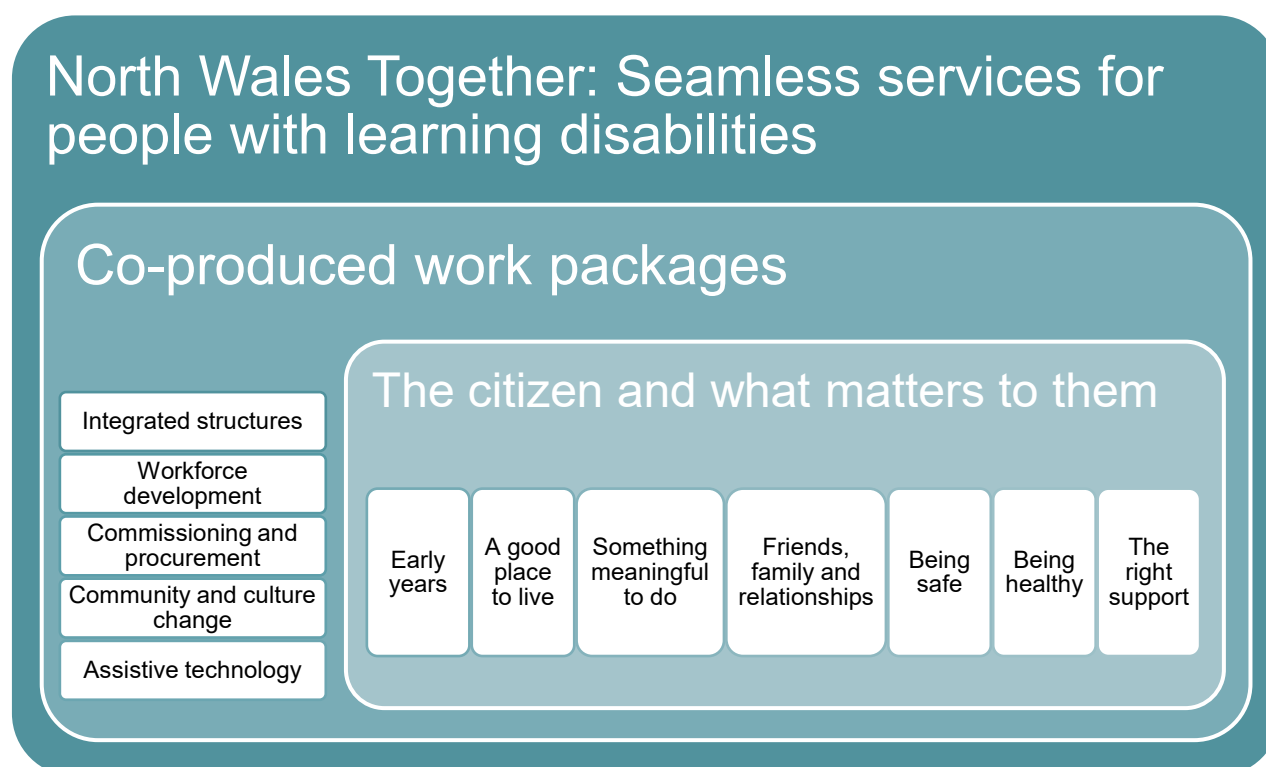 North Wales Together: Seamless services for
people with learning disabilities
Co-produced work packages
Integrated structures
Workforce
development
Commissioning and
procurement
Community and culture
change
Assistive technology
The citizen and what matters to them
Early
years
A good
place
to live
Something
meaningful
to do
Friends,
family and
relationships
Being
safe
Being
healthy
The
right
support